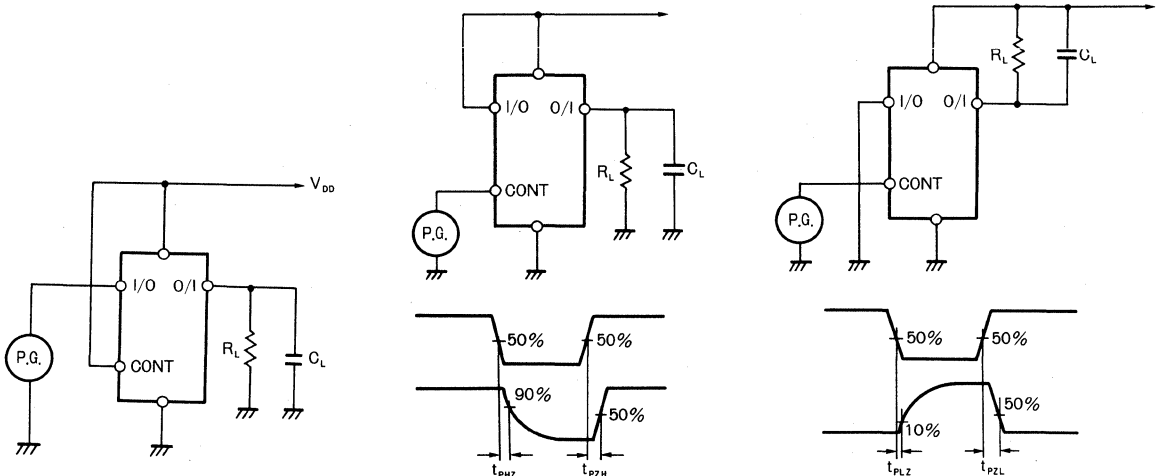 V_DD
I/O O/I
R_L
C_L
CONT
P.G.
I/O O/I
R_L
C_L
CONT
P.G.
50% 50%
90%
50%
t_PHZ t_PZH
R_L
C_L
I/O O/I
CONT
P.G.
50% 50%
50%
10%
t_PLZ t_PZL